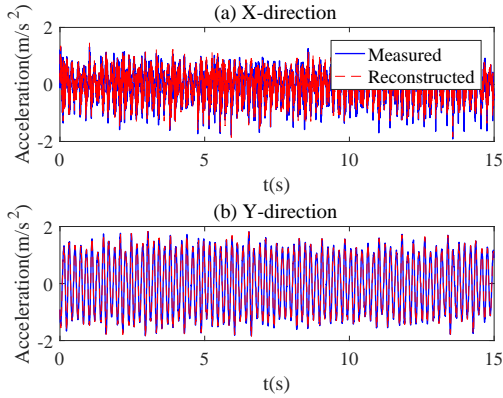 (a) X-direction
Acceleration(m/s²)
2
0
-2
0
5
10
15
t(s)
Measured
Reconstructed
(b) Y-direction
Acceleration(m/s²)
2
0
-2
0
5
10
15
t(s)